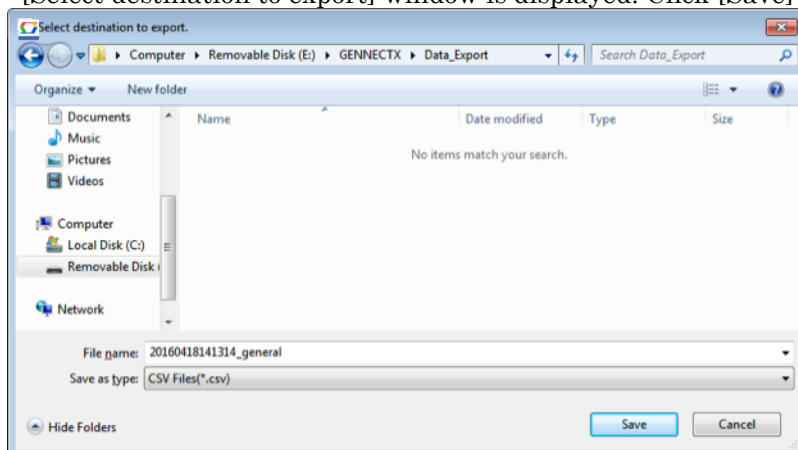 [Select destination to export] window is displayed. Click [Save]
Select destination to export.
Computer ▸ Removable Disk (E:) ▸ GENNECTX ▸ Data_Export
Search Data_Export
Organize
New folder
Name
Date modified
Type
Size
Documents
Music
Pictures
Videos
No items match your search.
Computer
Local Disk (C:)
Removable Disk
Network
File name: 20160418141314_general
Save as type: CSV Files(*.csv)
Hide Folders
Save
Cancel